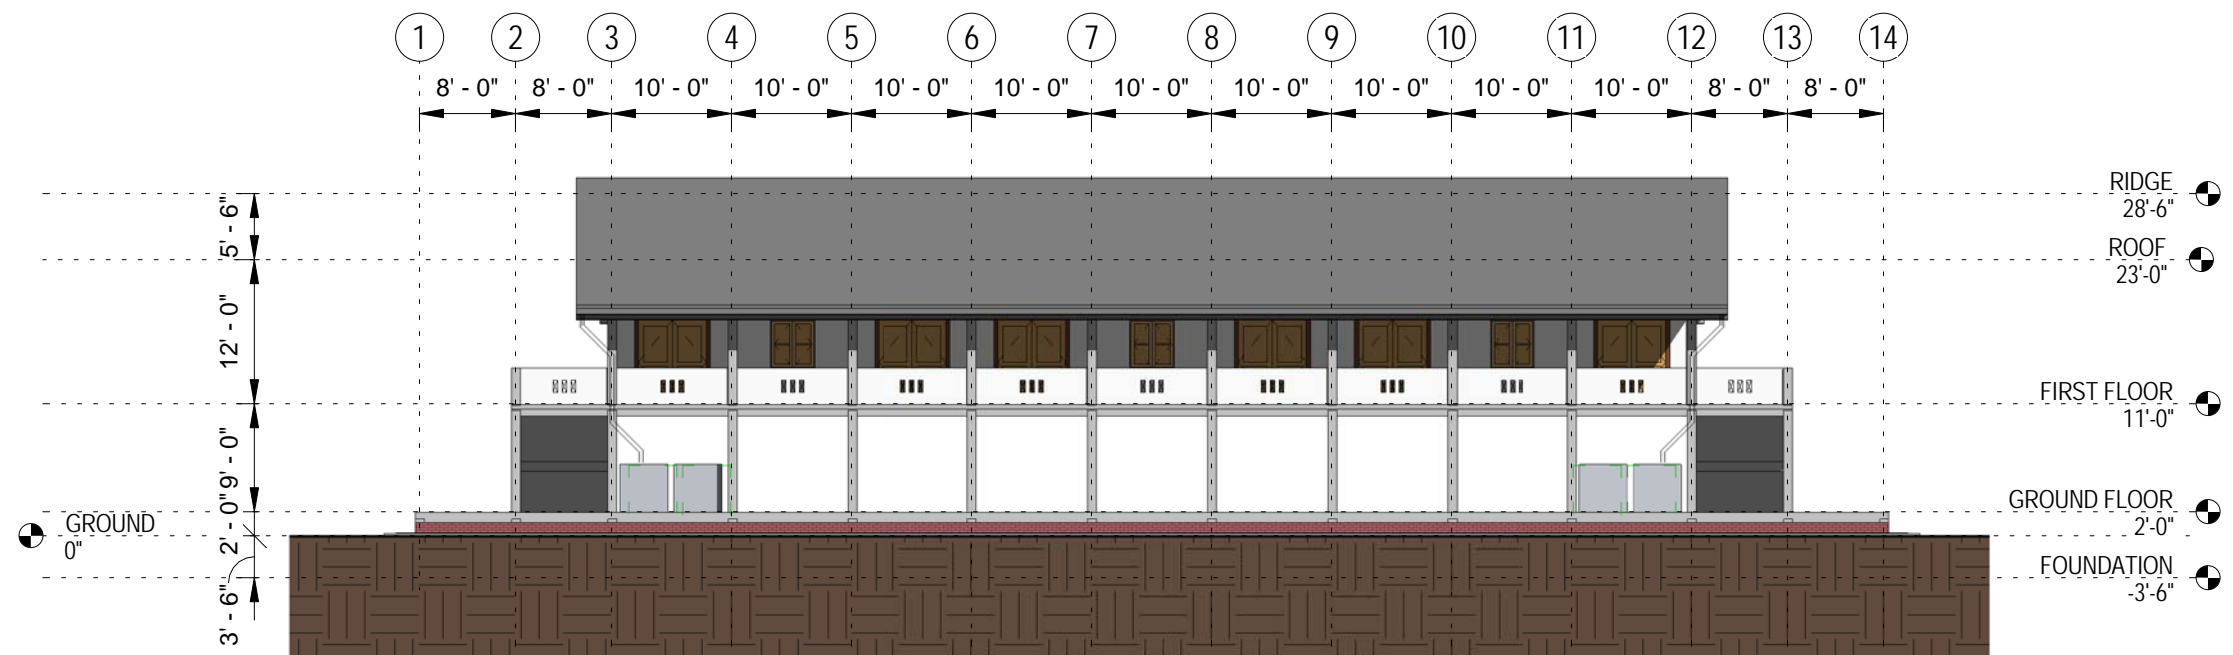 1 2 3 4 5 6 7 8 9 10 11 12 13 14
8' - 0" 8' - 0" 10' - 0" 10' - 0" 10' - 0" 10' - 0" 10' - 0" 10' - 0" 10' - 0" 10' - 0" 10' - 0" 8' - 0" 8' - 0"
5' - 6"
12' - 0"
9' - 0"
2' - 0"
3' - 6"
GROUND
0"
RIDGE
28'-6"
ROOF
23'-0"
FIRST FLOOR
11'-0"
GROUND FLOOR
2'-0"
FOUNDATION
-3'-6"